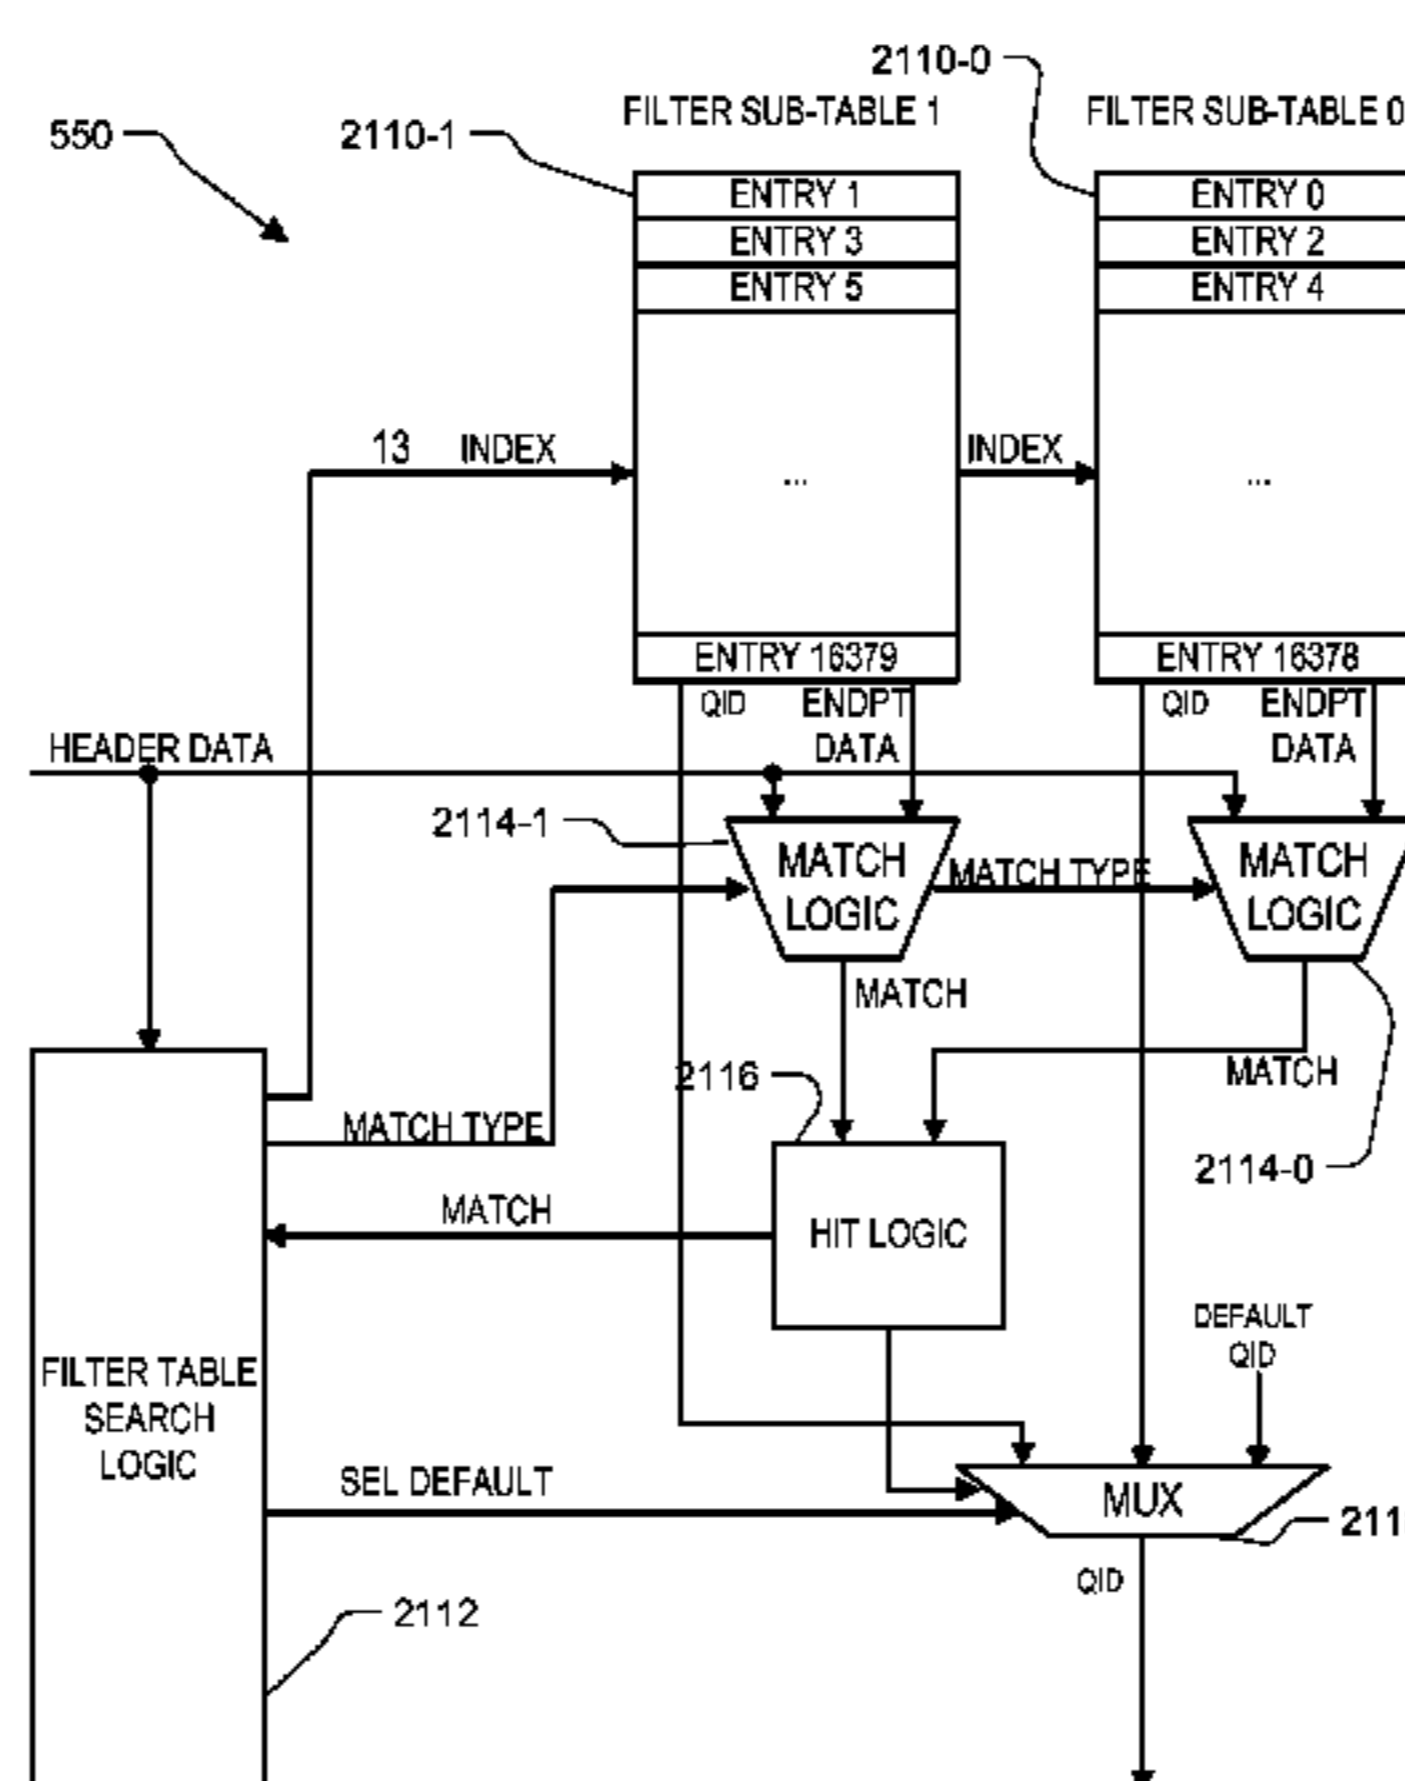 2110-0
FILTER SUB-TABLE 1
FILTER SUB-TABLE 0
550
2110-1
ENTRY 1
ENTRY 0
ENTRY 3
ENTRY 2
ENTRY 5
ENTRY 4
13
INDEX
INDEX
...
...
ENTRY 16379
ENTRY 16378
QID
ENDPT
DATA
QID
ENDPT
DATA
HEADER DATA
2114-1
MATCH
LOGIC
MATCH TYPE
MATCH
LOGIC
MATCH
2116
MATCH
MATCH TYPE
2114-0
MATCH
HIT LOGIC
DEFAULT
QID
FILTER TABLE
SEARCH
LOGIC
SEL DEFAULT
MUX
QID
2112